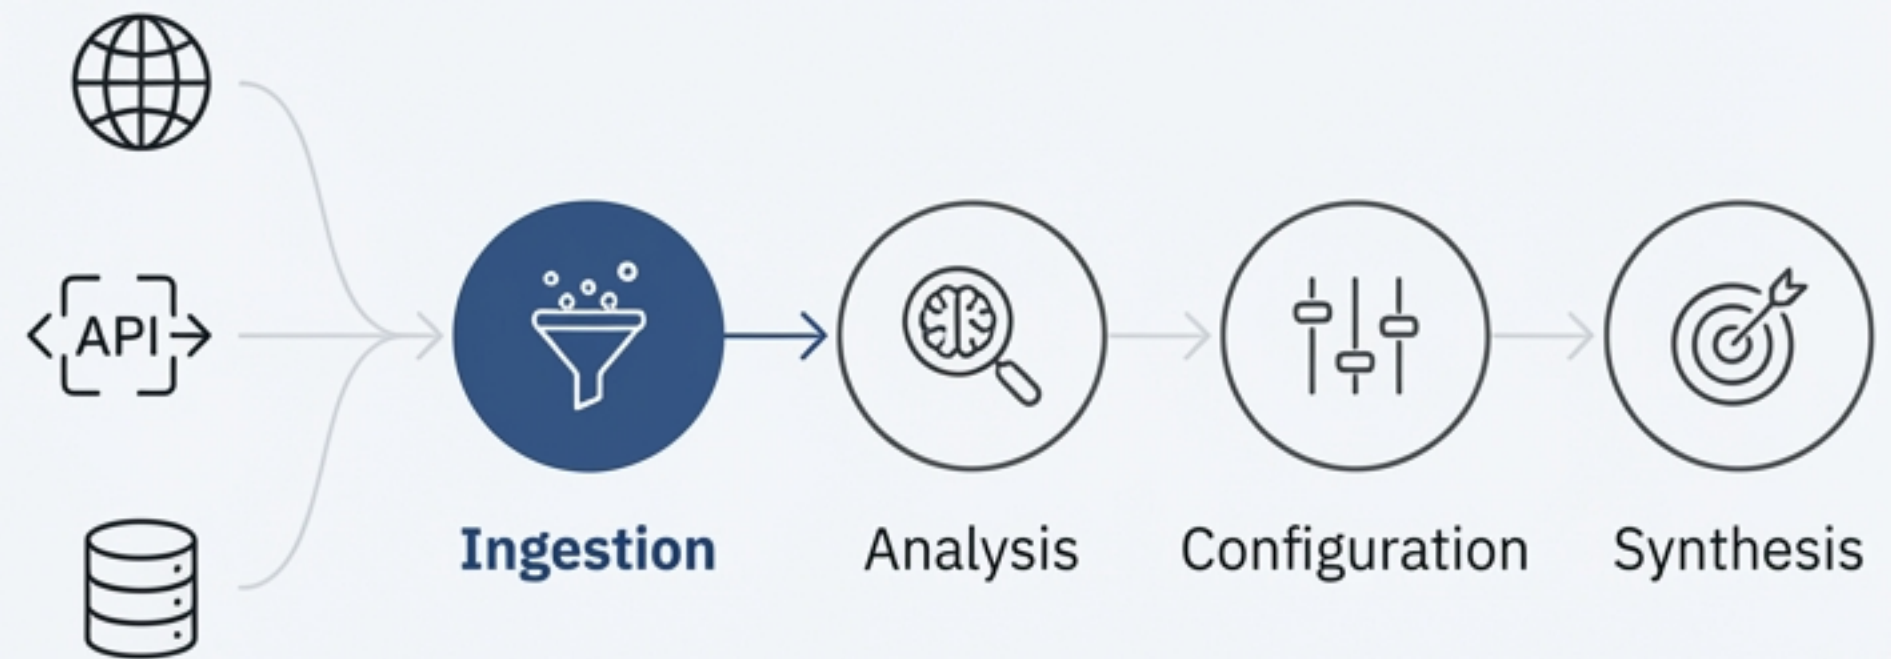 API
Ingestion
Analysis
Configuration
Synthesis